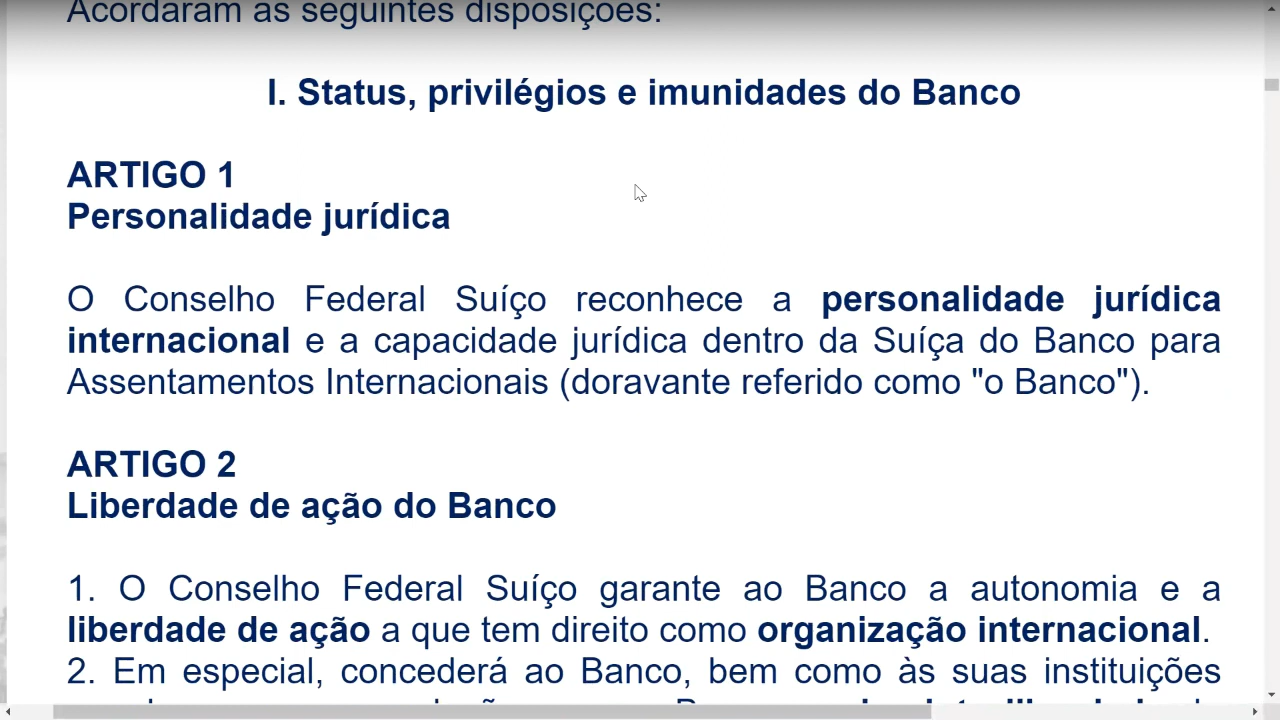 Acordaram as seguintes disposições:
I. Status, privilégios e imunidades do Banco
ARTIGO 1
Personalidade jurídica
O Conselho Federal Suíço reconhece a personalidade jurídica
internacional e a capacidade jurídica dentro da Suíça do Banco para
Assentamentos Internacionais (doravante referido como "o Banco").
ARTIGO 2
Liberdade de ação do Banco
1. O Conselho Federal Suíço garante ao Banco a autonomia e a
liberdade de ação a que tem direito como organização internacional.
2. Em especial, concederá ao Banco, bem como às suas instituições